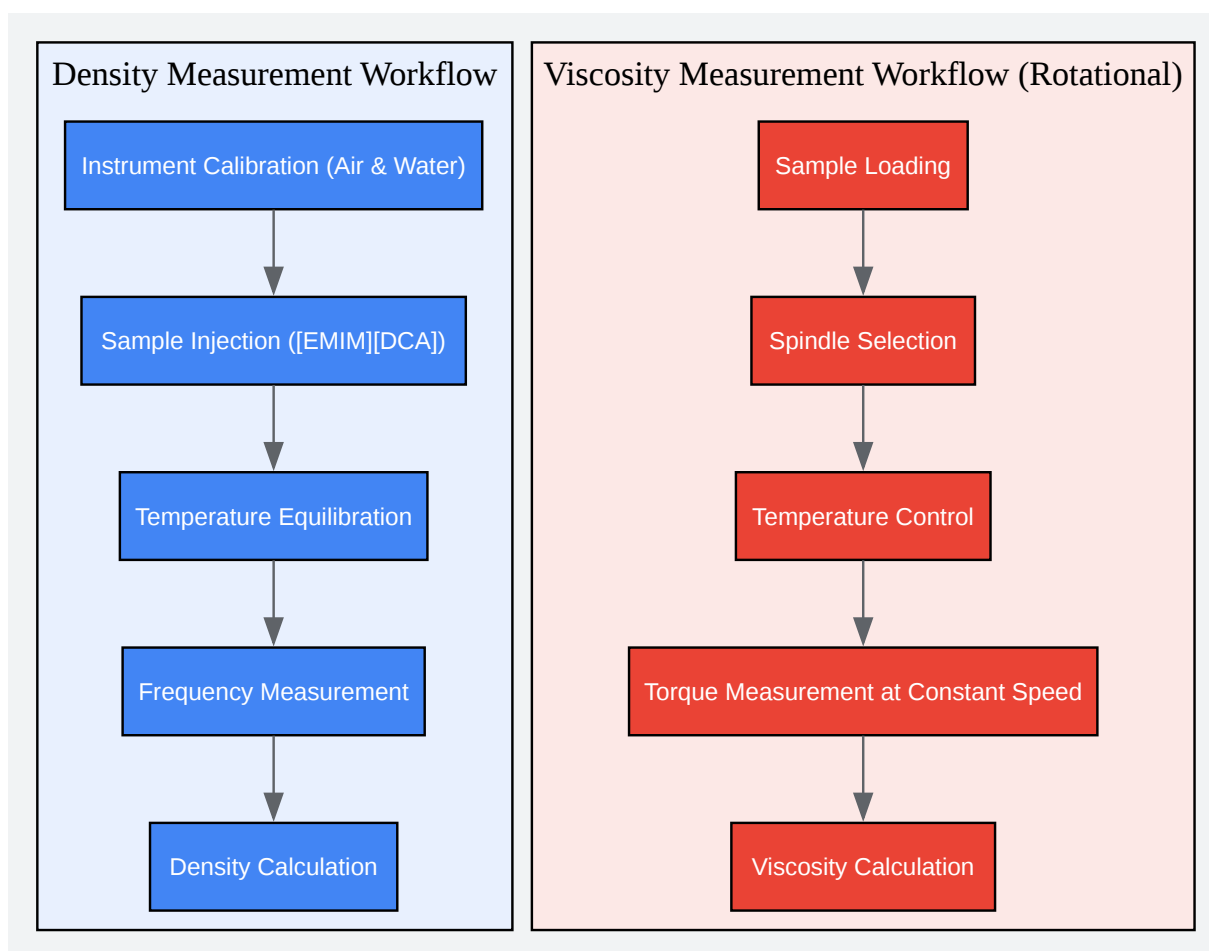 Density Measurement Workflow
Instrument Calibration (Air & Water)
Sample Injection ([EMIM][DCA])
Temperature Equilibration
Frequency Measurement
Density Calculation
Viscosity Measurement Workflow (Rotational)
Sample Loading
Spindle Selection
Temperature Control
Torque Measurement at Constant Speed
Viscosity Calculation